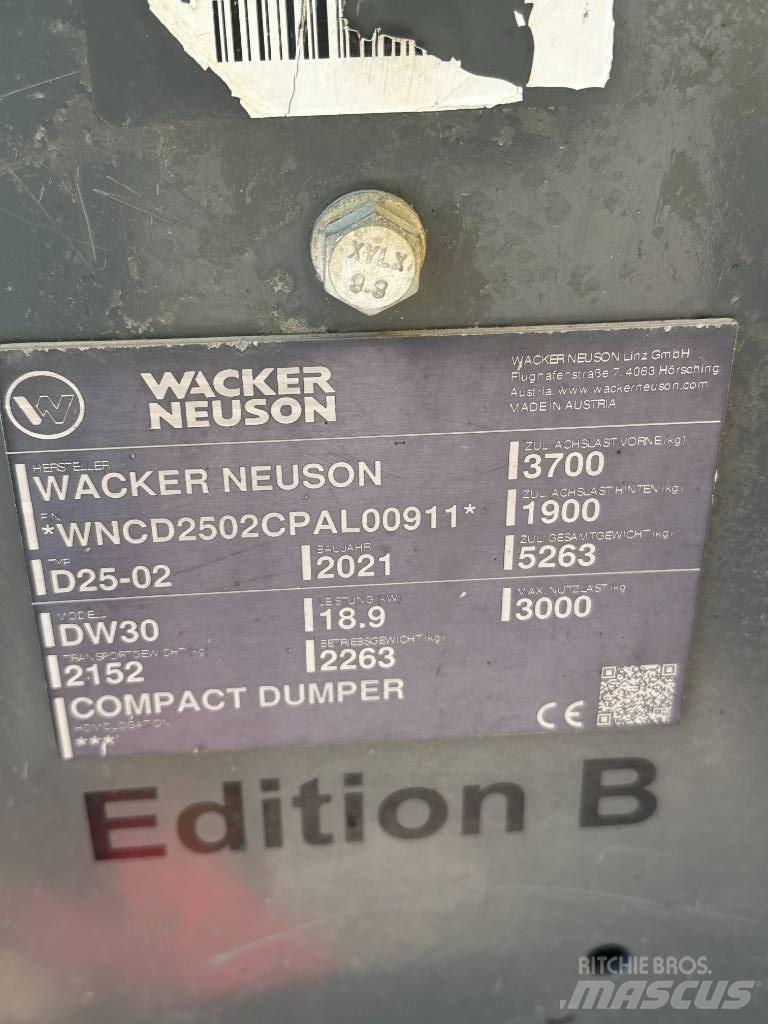 XYLX
8.8
WACKER
NEUSON
WACKER NEUSON Linz GmbH
Flughafenstraße 7, 4063 Hörsching
Austria, www.wackerneuson.com
MADE IN AUSTRIA
HERSTELLER
WACKER NEUSON
PIN
*WNCD2502CPAL00911*
TYP
D25-02
BAUJAHR
2021
ZUL. ACHSLAST VORNE (kg)
3700
ZUL. ACHSLAST HINTEN (kg)
1900
ZUL. GESAMTGEWICHT (kg)
5263
MODELL
DW30
LEISTUNG (kW)
18.9
MAX. NUTZLAST (kg)
3000
TRANSPORTGEWICHT (kg)
2152
BETRIEBSGEWICHT (kg)
2263
COMPACT DUMPER
HOMOLOGATION
***
CE
Edition B
RITCHIE BROS.
MASCUS